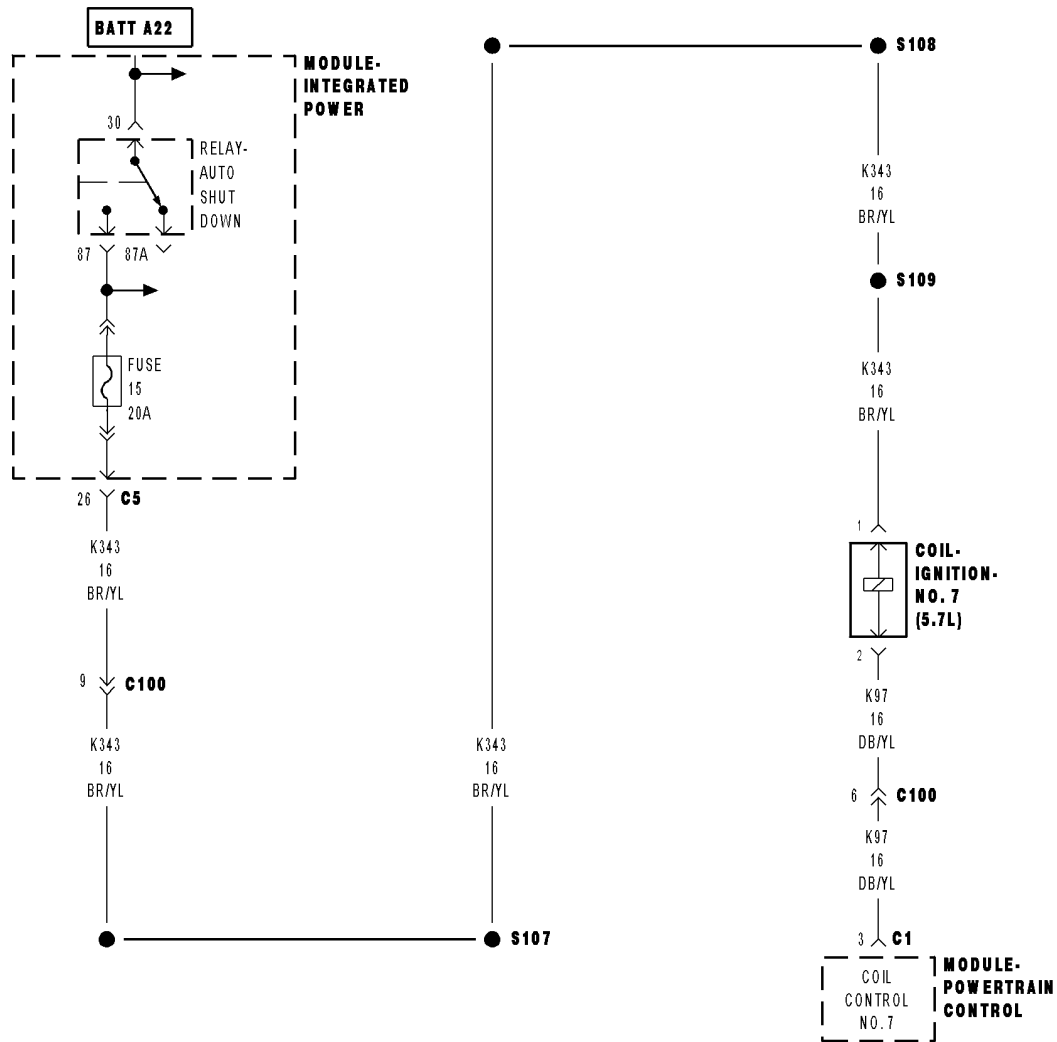 BATT A22
MODULE-
INTEGRATED
POWER
30
RELAY-
AUTO
SHUT
DOWN
87
87A
FUSE
15
20A
26
C5
K343
16
BR/YL
9
C100
K343
16
BR/YL
K343
16
BR/YL
S107
S108
K343
16
BR/YL
S109
K343
16
BR/YL
1
COIL-
IGNITION-
NO. 7
(5.7L)
2
K97
16
DB/YL
6
C100
K97
16
DB/YL
3
C1
COIL
CONTROL
NO.7
MODULE-
POWERTRAIN
CONTROL